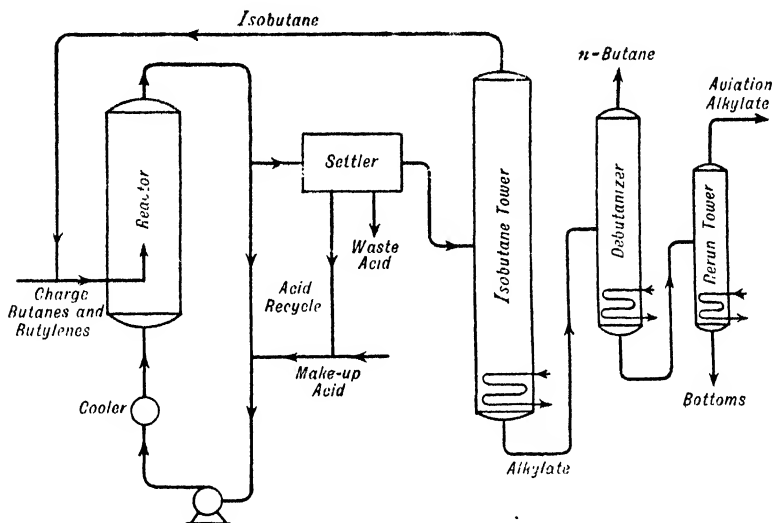 Isobutane
n-Butane
Aviation
Alkylate
Reactor
Settler
Waste
Acid
Isobutane Tower
Debutanizer
Rerun Tower
Charge
Butanes and
Butylenes
Acid
Recycle
Make-up
Acid
Cooler
Alkylate
Bottoms